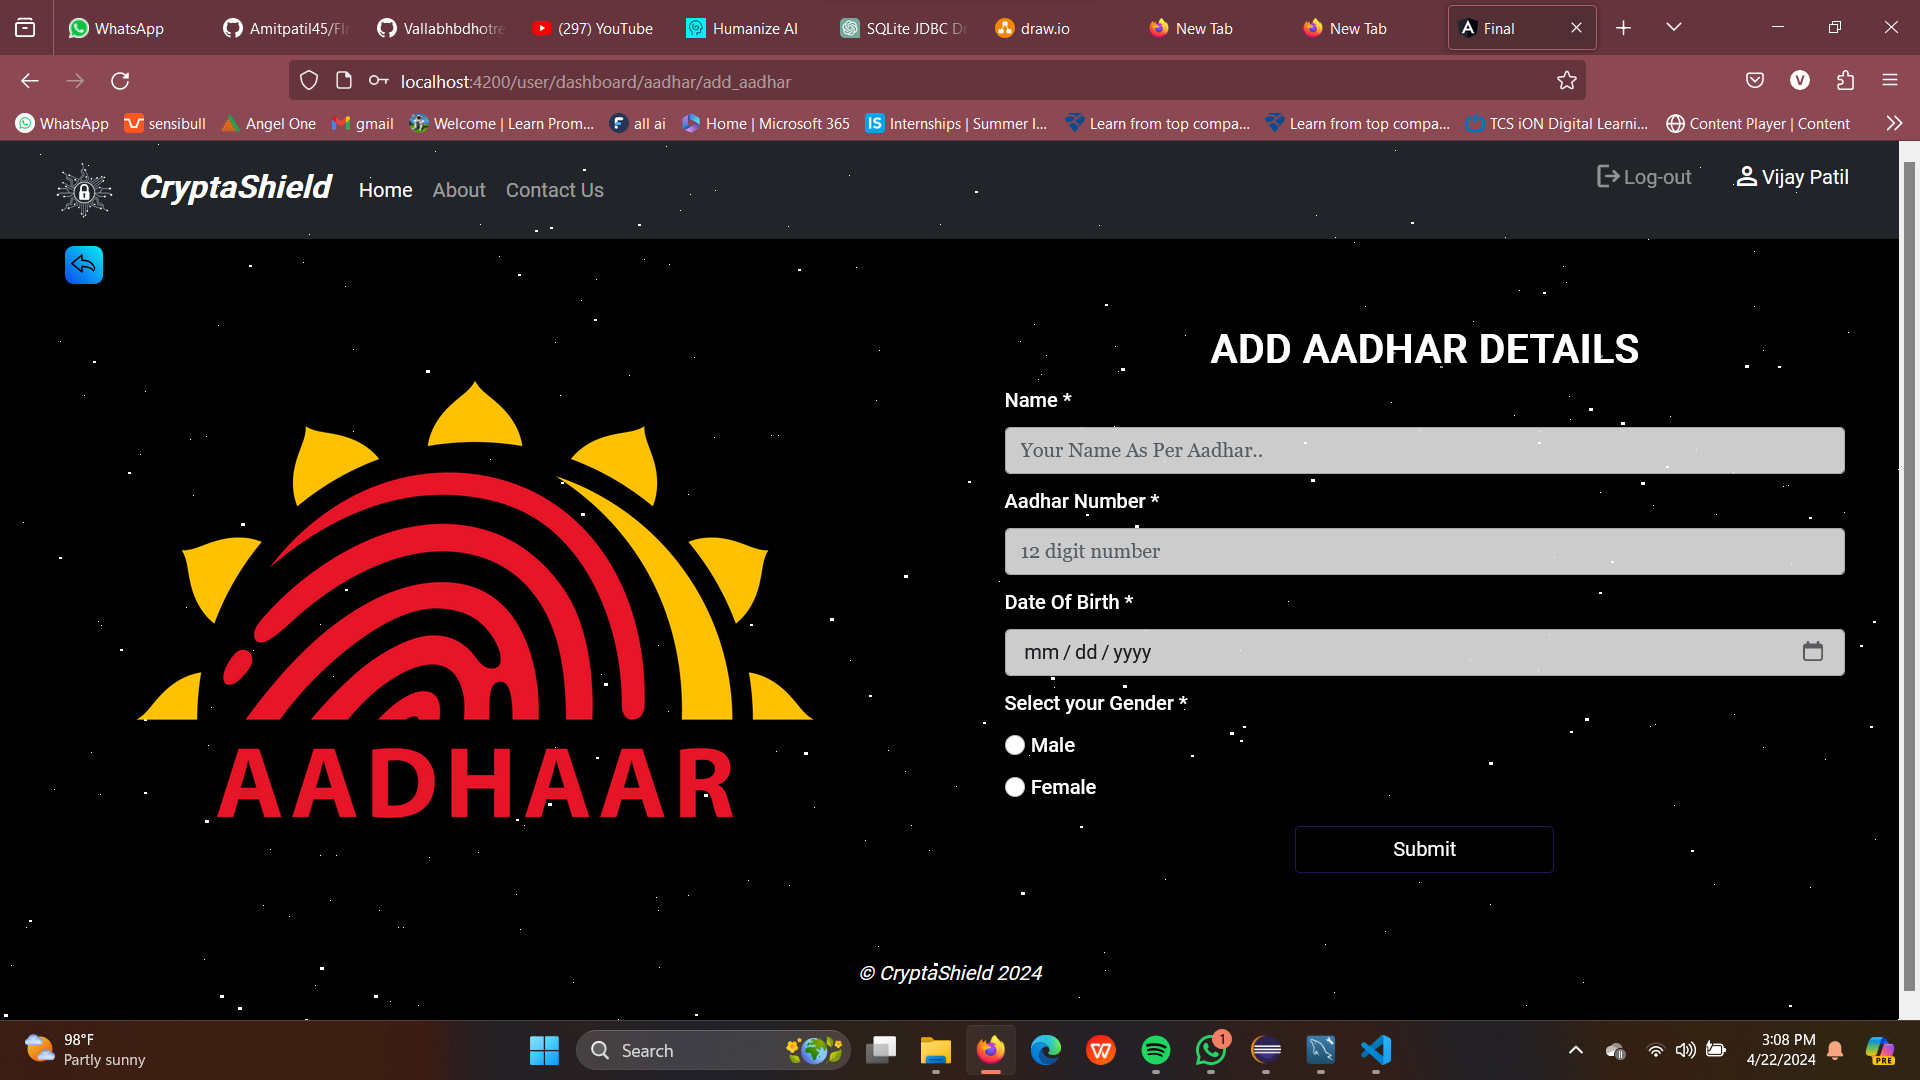 WhatsApp
Amitpatil45/FIn
Vallabhbdhotre
(297) YouTube
Humanize AI
SQLite JDBC Dr
draw.io
New Tab
New Tab
Final
localhost:4200/user/dashboard/aadhar/add_aadhar
WhatsApp
sensibull
Angel One
gmail
Welcome | Learn Prom...
all ai
Home | Microsoft 365
Internships | Summer I...
Learn from top compa...
Learn from top compa...
TCS iON Digital Learni...
Content Player | Content
CryptaShield
Home
About
Contact Us
Log-out
Vijay Patil
ADD AADHAR DETAILS
Name *
Your Name As Per Aadhar..
Aadhar Number *
12 digit number
Date Of Birth *
mm / dd / yyyy
Select your Gender *
Male
Female
Submit
AADHAAR
© CryptaShield 2024
98°F
Partly sunny
Search
1
3:08 PM
4/22/2024
PRE